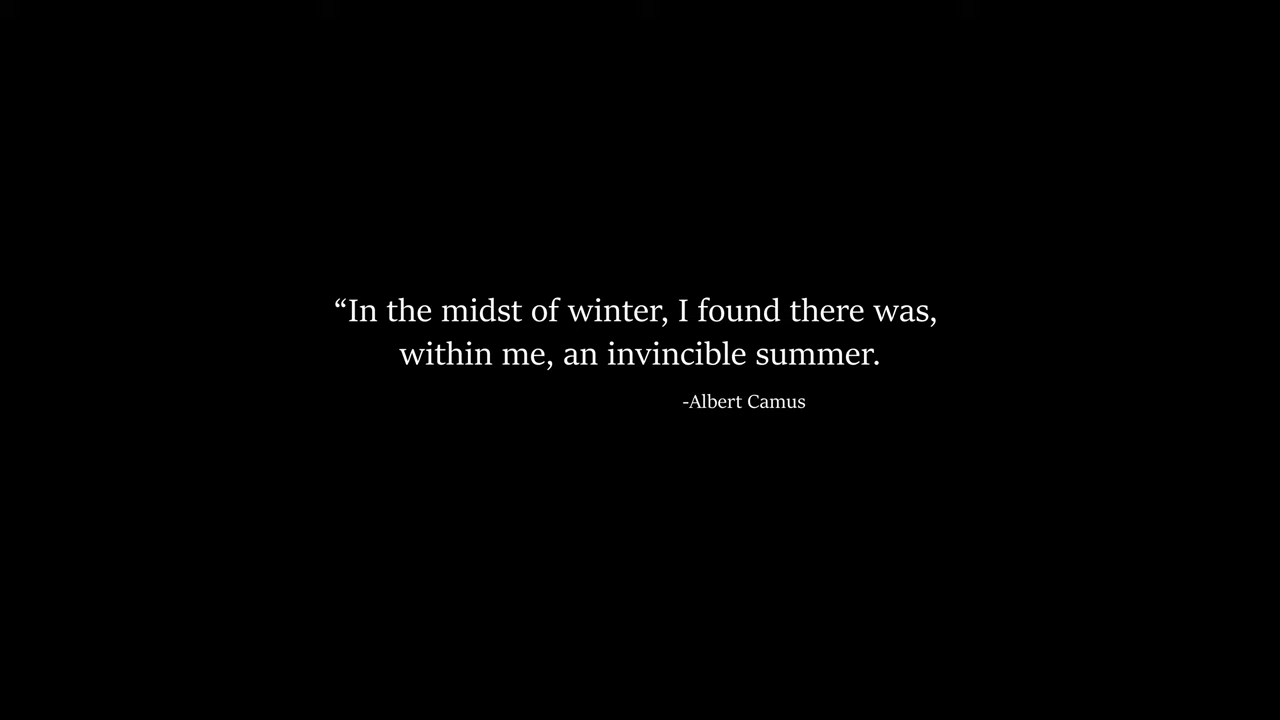 “In the midst of winter, I found there was,
within me, an invincible summer.
-Albert Camus